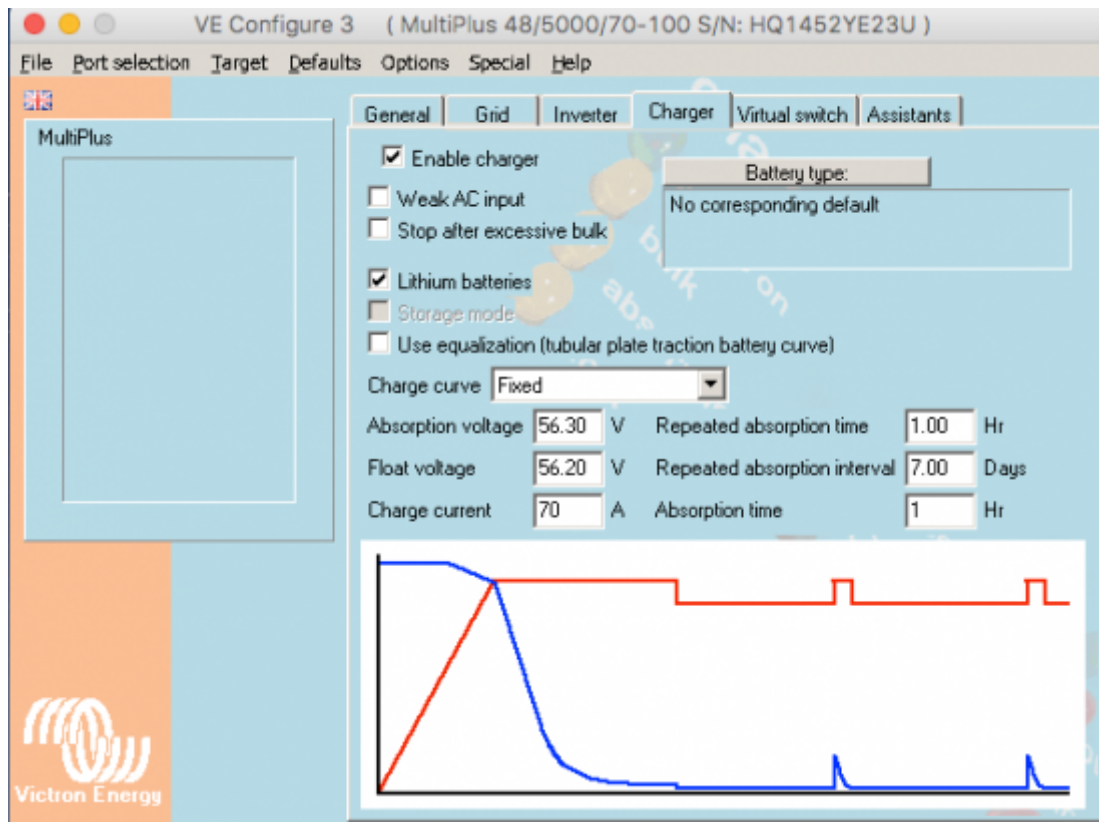 VE Configure 3 ( MultiPlus 48/5000/70-100 S/N: HQ1452YE23U )
File Port selection Target Defaults Options Special Help
General Grid Inverter Charger Virtual switch Assistants
MultiPlus
Enable charger
Battery type:
Weak AC input
No corresponding default
Stop after excessive bulk
Lithium batteries
Storage mode
Use equalization (tubular plate traction battery curve)
Charge curve Fixed
Absorption voltage 56.30 V Repeated absorption time 1.00 Hr
Float voltage 56.20 V Repeated absorption interval 7.00 Days
Charge current 70 A Absorption time 1 Hr
bulk
abs
on
Victron Energy